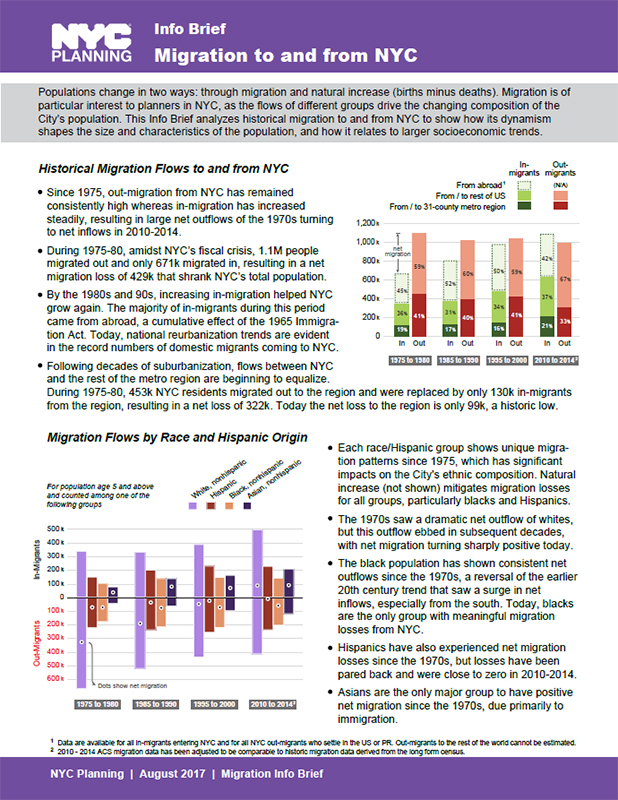 NYC
PLANNING
Info Brief
Migration to and from NYC
Populations change in two ways: through migration and natural increase (births minus deaths). Migration is of
particular interest to planners in NYC, as the flows of different groups drive the changing composition of the
City's population. This Info Brief analyzes historical migration to and from NYC to show how its dynamism
shapes the size and characteristics of the population, and how it relates to larger socioeconomic trends.
Historical Migration Flows to and from NYC
• Since 1975, out-migration from NYC has remained
consistently high whereas in-migration has increased
steadily, resulting in large net outflows of the 1970s turning
to net inflows in 2010-2014.
• During 1975-80, amidst NYC's fiscal crisis, 1.1M people
migrated out and only 671k migrated in, resulting in a net
migration loss of 429k that shrank NYC's total population.
• By the 1980s and 90s, increasing in-migration helped NYC
grow again. The majority of in-migrants during this period
came from abroad, a cumulative effect of the 1965 Immigra-
tion Act. Today, national reurbanization trends are evident
in the record numbers of domestic migrants coming to NYC.
• Following decades of suburbanization, flows between NYC
and the rest of the metro region are beginning to equalize.
During 1975-80, 453k NYC residents migrated out to the region and were replaced by only 130k in-migrants
from the region, resulting in a net loss of 322k. Today the net loss to the region is only 99k, a historic low.
In-migrants Out-migrants
From abroad¹ (N/A)
From / to rest of US
From / to 31-county metro region
1,200k
1,000k
800k
600k
400k
200k
0
net
migration
45% 59% 52% 60% 50% 59% 42% 67%
36% 31% 34% 37%
19% 41% 17% 40% 16% 41% 21% 33%
In Out In Out In Out In Out
1975 to 1980 1985 to 1990 1995 to 2000 2010 to 2014²
Migration Flows by Race and Hispanic Origin
For population age 5 and above
and counted among one of the
following groups
White, nonhispanic
Hispanic
Black, nonhispanic
Asian, nonhispanic
In-Migrants
Out-Migrants
500k
400k
300k
200k
100k
0
100k
200k
300k
400k
500k
600k
Dots show net migration
1975 to 1980 1985 to 1990 1995 to 2000 2010 to 2014²
• Each race/Hispanic group shows unique migra-
tion patterns since 1975, which has significant
impacts on the City's ethnic composition. Natural
increase (not shown) mitigates migration losses
for all groups, particularly blacks and Hispanics.
• The 1970s saw a dramatic net outflow of whites,
but this outflow ebbed in subsequent decades,
with net migration turning sharply positive today.
• The black population has shown consistent net
outflows since the 1970s, a reversal of the earlier
20th century trend that saw a surge in net
inflows, especially from the south. Today, blacks
are the only group with meaningful migration
losses from NYC.
• Hispanics have also experienced net migration
losses since the 1970s, but losses have been
pared back and were close to zero in 2010-2014.
• Asians are the only major group to have positive
net migration since the 1970s, due primarily to
immigration.
¹ Data are available for all in-migrants entering NYC and for all NYC out-migrants who settle in the US or PR. Out-migrants to the rest of the world cannot be estimated.
² 2010 - 2014 ACS migration data has been adjusted to be comparable to historic migration data derived from the long form census.
NYC Planning | August 2017 | Migration Info Brief